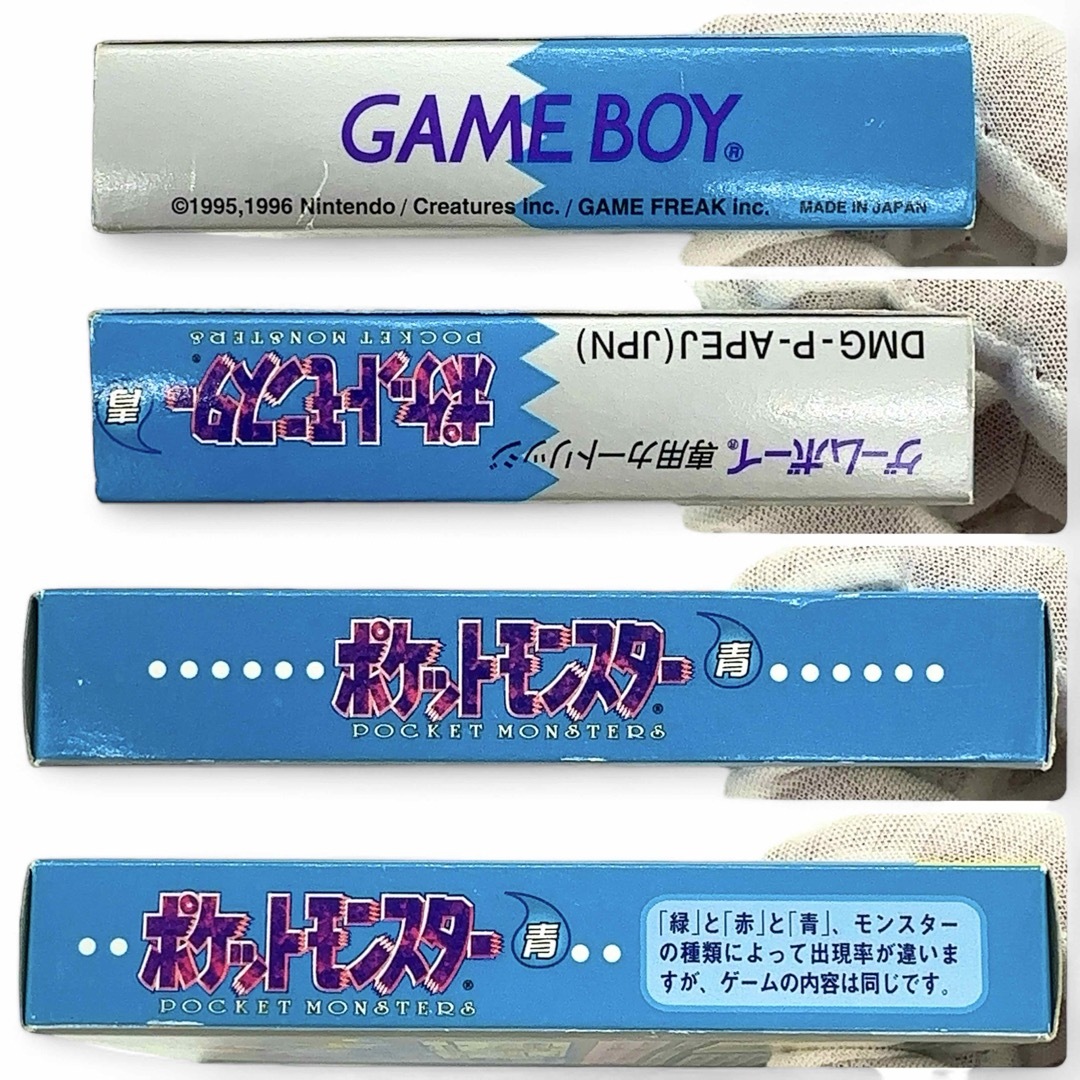 GAME BOY®
©1995,1996 Nintendo / Creatures inc. / GAME FREAK inc. MADE IN JAPAN
ゲームボーイ®専用カートリッジ
DMG-P-APEJ(JPN)
ポケットモンスター® 青
POCKET MONSTERS
ポケットモンスター® 青
POCKET MONSTERS
ポケットモンスター® 青
POCKET MONSTERS
「緑」と「赤」と「青」、モンスター
の種類によって出現率が違いま
すが、ゲームの内容は同じです。